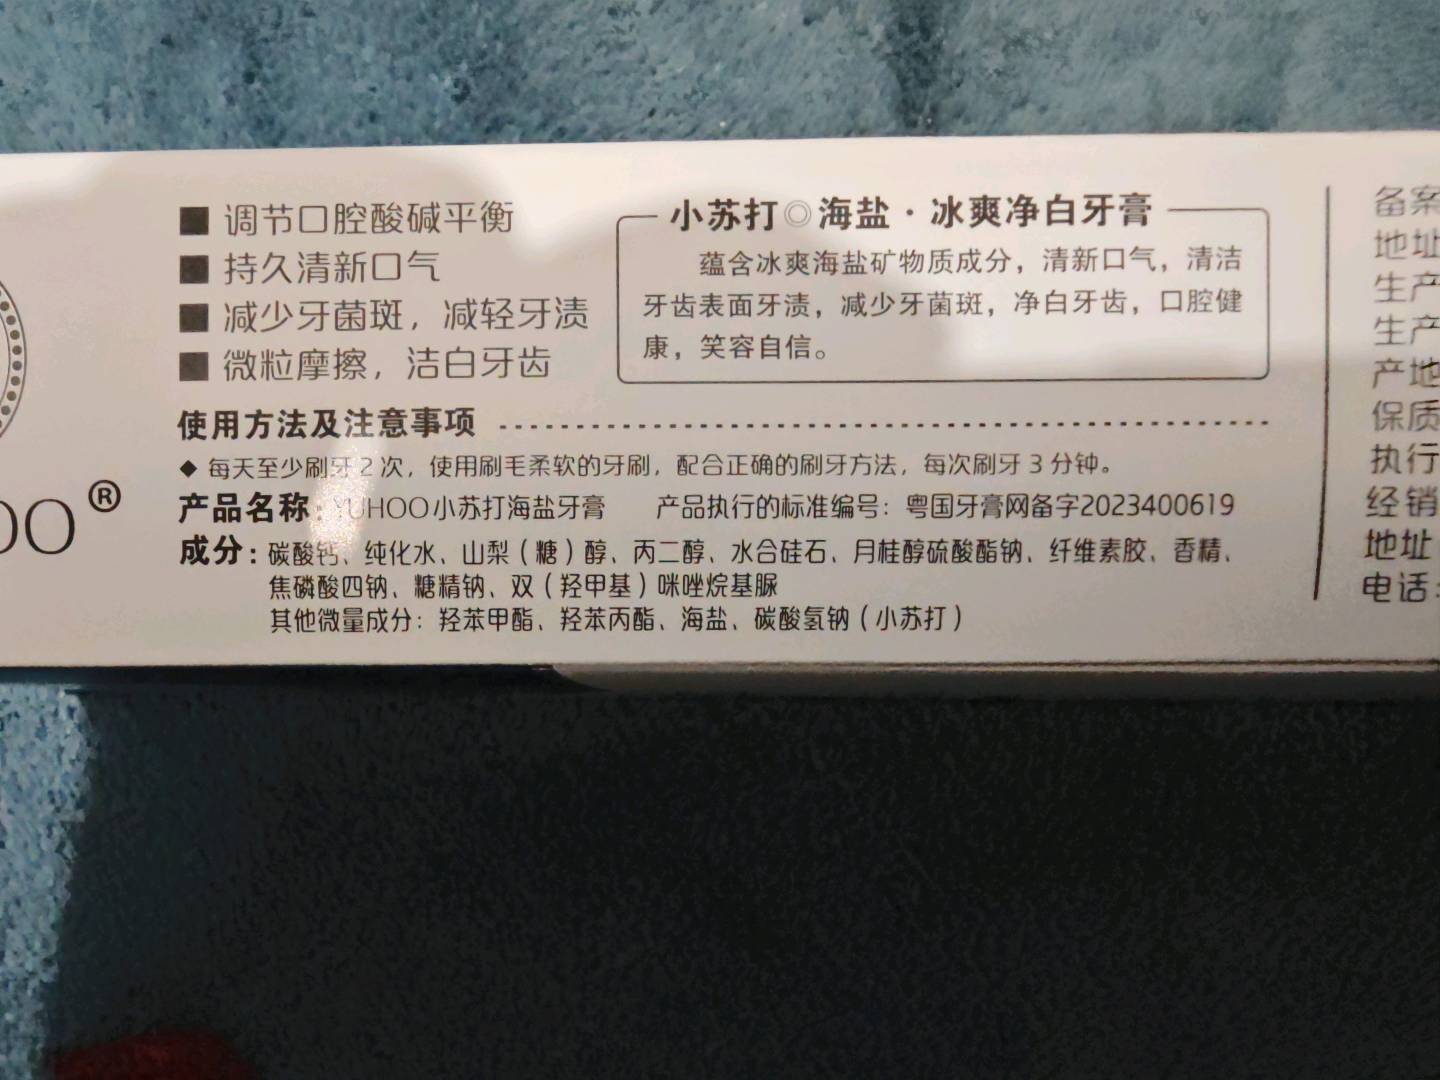 ■ 调节口腔酸碱平衡
■ 持久清新口气
■ 减少牙菌斑，减轻牙渍
■ 微粒摩擦，洁白牙齿
小苏打◎海盐·冰爽净白牙膏
蕴含冰爽海盐矿物质成分，清新口气，清洁
牙齿表面牙渍，减少牙菌斑，净白牙齿，口腔健
康，笑容自信。
使用方法及注意事项
◆ 每天至少刷牙2次，使用刷毛柔软的牙刷，配合正确的刷牙方法，每次刷牙3分钟。
产品名称：YUHOO小苏打海盐牙膏 产品执行的标准编号：粤国牙膏网备字2023400619
成分：碳酸钙、纯化水、山梨（糖）醇、丙二醇、水合硅石、月桂醇硫酸酯钠、纤维素胶、香精、
焦磷酸四钠、糖精钠、双（羟甲基）咪唑烷基脲
其他微量成分：羟苯甲酯、羟苯丙酯、海盐、碳酸氢钠（小苏打）
OO®
备案
地址
生产
生产
产地
保质
执行
经销
地址
电话：